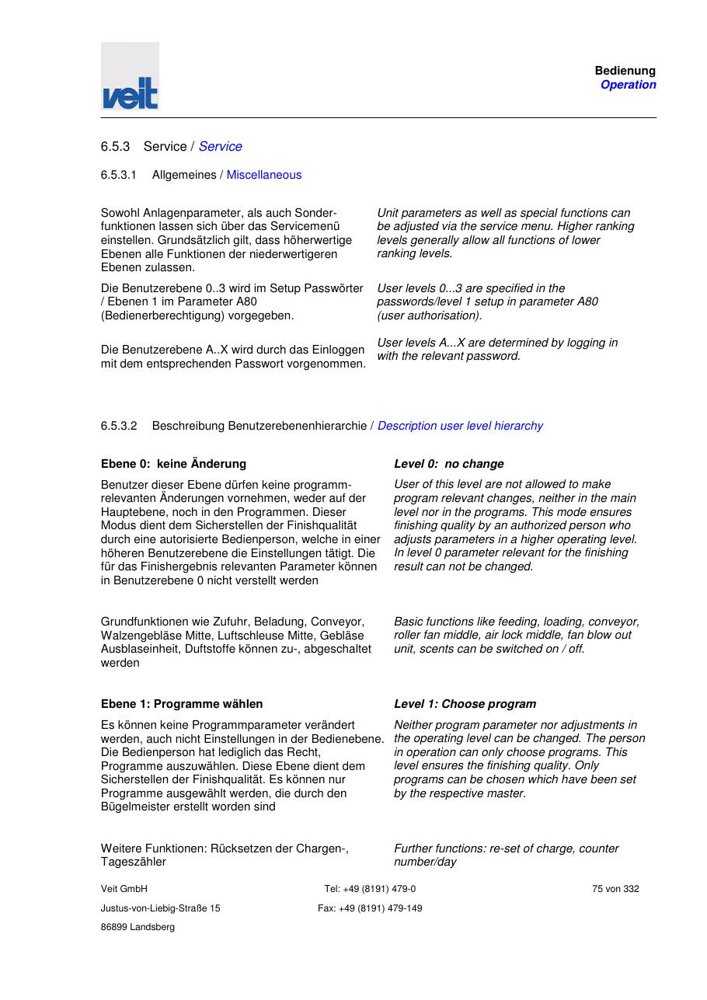 veit
Bedienung
Operation
6.5.3 Service / Service
6.5.3.1 Allgemeines / Miscellaneous
Sowohl Anlagenparameter, als auch Sonder-
funktionen lassen sich über das Servicemenü
einstellen. Grundsätzlich gilt, dass höherwertige
Ebenen alle Funktionen der niederwertigeren
Ebenen zulassen.
Unit parameters as well as special functions can
be adjusted via the service menu. Higher ranking
levels generally allow all functions of lower
ranking levels.
Die Benutzerebene 0..3 wird im Setup Passwörter
/ Ebenen 1 im Parameter A80
(Bedienerberechtigung) vorgegeben.
User levels 0...3 are specified in the
passwords/level 1 setup in parameter A80
(user authorisation).
Die Benutzerebene A..X wird durch das Einloggen
mit dem entsprechenden Passwort vorgenommen.
User levels A...X are determined by logging in
with the relevant password.
6.5.3.2 Beschreibung Benutzerebenenhierarchie / Description user level hierarchy
Ebene 0: keine Änderung
Level 0: no change
Benutzer dieser Ebene dürfen keine programm-
relevanten Änderungen vornehmen, weder auf der
Hauptebene, noch in den Programmen. Dieser
Modus dient dem Sicherstellen der Finishqualität
durch eine autorisierte Bedienperson, welche in einer
höheren Benutzerebene die Einstellungen tätigt. Die
für das Finishergebnis relevanten Parameter können
in Benutzerebene 0 nicht verstellt werden
User of this level are not allowed to make
program relevant changes, neither in the main
level nor in the programs. This mode ensures
finishing quality by an authorized person who
adjusts parameters in a higher operating level.
In level 0 parameter relevant for the finishing
result can not be changed.
Grundfunktionen wie Zufuhr, Beladung, Conveyor,
Walzengebläse Mitte, Luftschleuse Mitte, Gebläse
Ausblaseinheit, Duftstoffe können zu-, abgeschaltet
werden
Basic functions like feeding, loading, conveyor,
roller fan middle, air lock middle, fan blow out
unit, scents can be switched on / off.
Ebene 1: Programme wählen
Level 1: Choose program
Es können keine Programmparameter verändert
werden, auch nicht Einstellungen in der Bedienebene.
Die Bedienperson hat lediglich das Recht,
Programme auszuwählen. Diese Ebene dient dem
Sicherstellen der Finishqualität. Es können nur
Programme ausgewählt werden, die durch den
Bügelmeister erstellt worden sind
Neither program parameter nor adjustments in
the operating level can be changed. The person
in operation can only choose programs. This
level ensures the finishing quality. Only
programs can be chosen which have been set
by the respective master.
Weitere Funktionen: Rücksetzen der Chargen-,
Tageszähler
Further functions: re-set of charge, counter
number/day
Veit GmbH
Tel: +49 (8191) 479-0
75 von 332
Justus-von-Liebig-Straße 15
Fax: +49 (8191) 479-149
86899 Landsberg